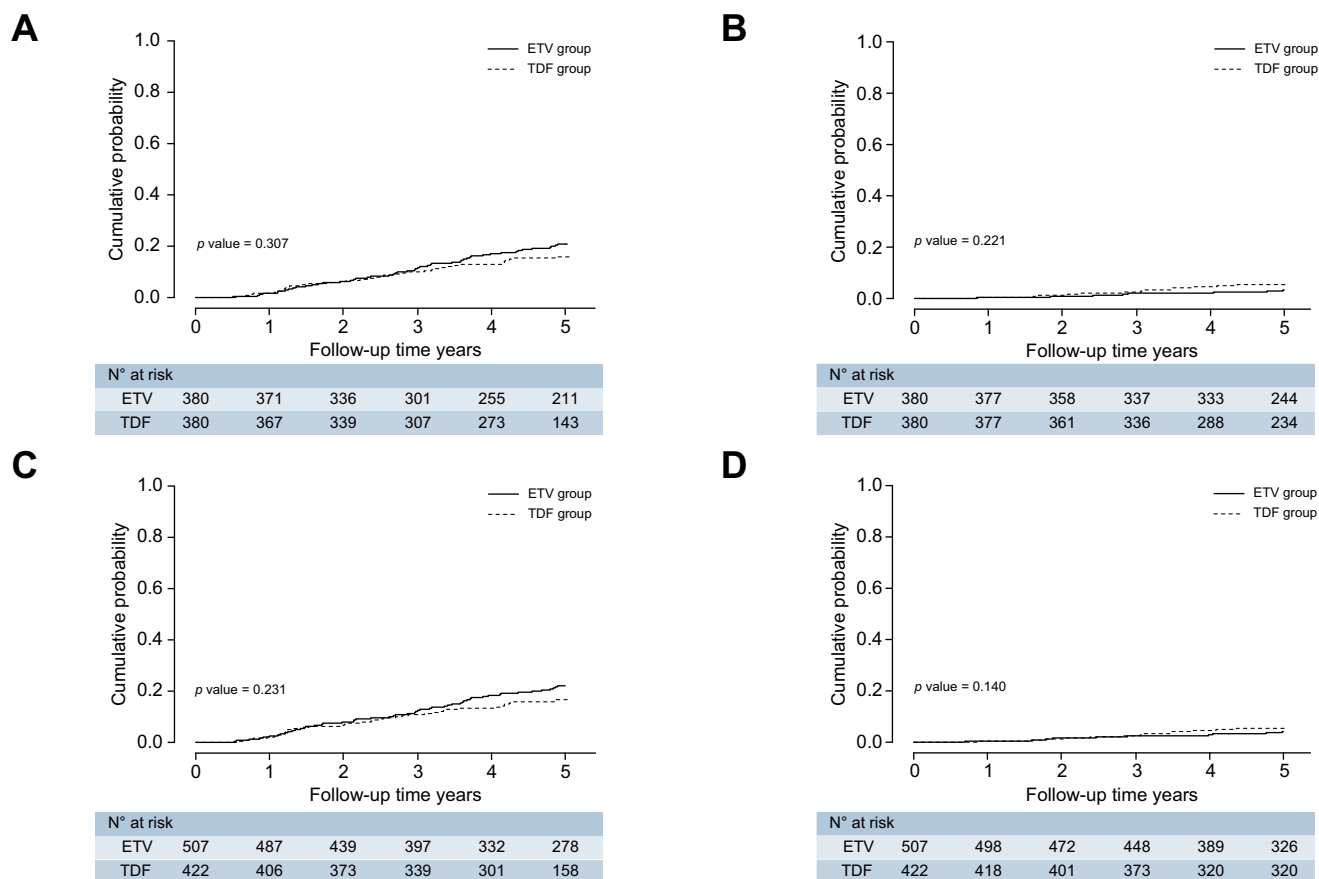 A
1.0
0.8
0.6
0.4
0.2
0.0
Cumulative probability
ETV group
TDF group
p value = 0.307
0 1 2 3 4 5
Follow-up time years
N° at risk
ETV 380 371 336 301 255 211
TDF 380 367 339 307 273 143
B
1.0
0.8
0.6
0.4
0.2
0.0
Cumulative probability
ETV group
TDF group
p value = 0.221
0 1 2 3 4 5
Follow-up time years
N° at risk
ETV 380 377 358 337 333 244
TDF 380 377 361 336 288 234
C
1.0
0.8
0.6
0.4
0.2
0.0
Cumulative probability
ETV group
TDF group
p value = 0.231
0 1 2 3 4 5
Follow-up time years
N° at risk
ETV 507 487 439 397 332 278
TDF 422 406 373 339 301 158
D
1.0
0.8
0.6
0.4
0.2
0.0
Cumulative probability
ETV group
TDF group
p value = 0.140
0 1 2 3 4 5
Follow-up time years
N° at risk
ETV 507 498 472 448 389 326
TDF 422 418 401 373 320 320